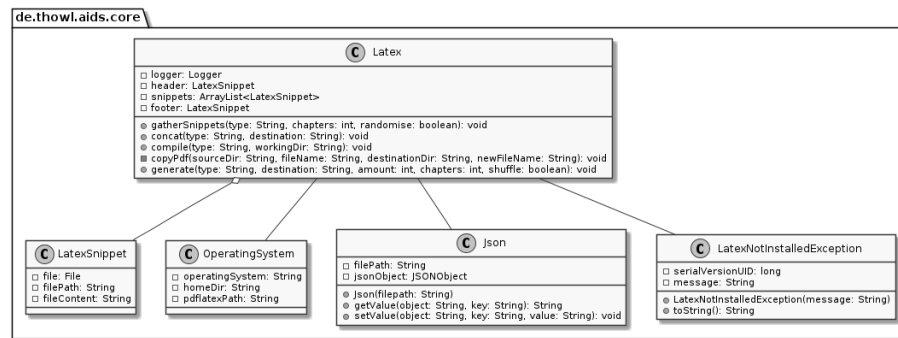 de.thowl.aids.core
C Latex
logger: Logger
header: LatexSnippet
snippets: ArrayList<LatexSnippet>
footer: LatexSnippet
gatherSnippets(type: String, chapters: int, randomise: boolean): void
concat(type: String, destination: String): void
compile(type: String, workingDir: String): void
copyPdf(sourceDir: String, fileName: String, destinationDir: String, newFileName: String): void
generate(type: String, destination: String, amount: int, chapters: int, shuffle: boolean): void
C LatexSnippet
file: File
filePath: String
fileContent: String
C OperatingSystem
operatingSystem: String
homeDir: String
pdflatexPath: String
C Json
filePath: String
jsonObject: JSONObject
Json(filepath: String)
getValue(object: String, key: String): String
setValue(object: String, key: String, value: String): void
C LatexNotInstalledException
serialVersionUID: long
message: String
LatexNotInstalledException(message: String)
toString(): String